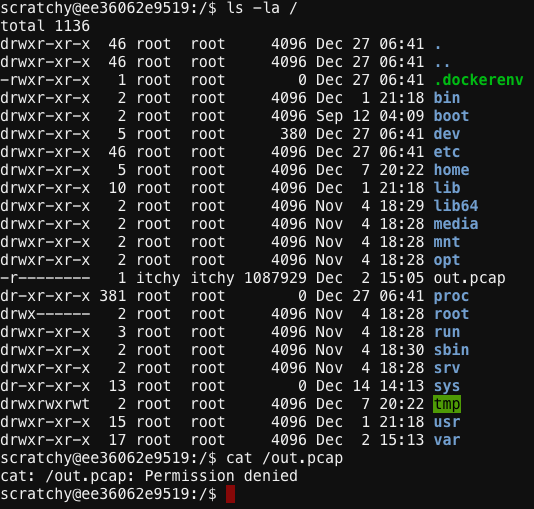 scratchy@ee36062e9519:/$ ls -la /
total 1136
drwxr-xr-x  46 root  root     4096 Dec 27 06:41 .
drwxr-xr-x  46 root  root     4096 Dec 27 06:41 ..
-rwxr-xr-x   1 root  root        0 Dec 27 06:41 .dockerenv
drwxr-xr-x   2 root  root     4096 Dec  1 21:18 bin
drwxr-xr-x   2 root  root     4096 Sep 12 04:09 boot
drwxr-xr-x   5 root  root      380 Dec 27 06:41 dev
drwxr-xr-x  46 root  root     4096 Dec 27 06:41 etc
drwxr-xr-x   5 root  root     4096 Dec  7 20:22 home
drwxr-xr-x  10 root  root     4096 Dec  1 21:18 lib
drwxr-xr-x   2 root  root     4096 Nov  4 18:29 lib64
drwxr-xr-x   2 root  root     4096 Nov  4 18:28 media
drwxr-xr-x   2 root  root     4096 Nov  4 18:28 mnt
drwxr-xr-x   2 root  root     4096 Nov  4 18:28 opt
-r--------   1 itchy itchy 1087929 Dec  2 15:05 out.pcap
dr-xr-xr-x 381 root  root        0 Dec 27 06:41 proc
drwx------   2 root  root     4096 Nov  4 18:28 root
drwxr-xr-x   3 root  root     4096 Nov  4 18:28 run
drwxr-xr-x   2 root  root     4096 Nov  4 18:30 sbin
drwxr-xr-x   2 root  root     4096 Nov  4 18:28 srv
dr-xr-xr-x  13 root  root        0 Dec 14 14:13 sys
drwxrwxrwt   2 root  root     4096 Dec  7 20:22 tmp
drwxr-xr-x  15 root  root     4096 Dec  1 21:18 usr
drwxr-xr-x  17 root  root     4096 Dec  2 15:13 var
scratchy@ee36062e9519:/$ cat /out.pcap
cat: /out.pcap: Permission denied
scratchy@ee36062e9519:/$